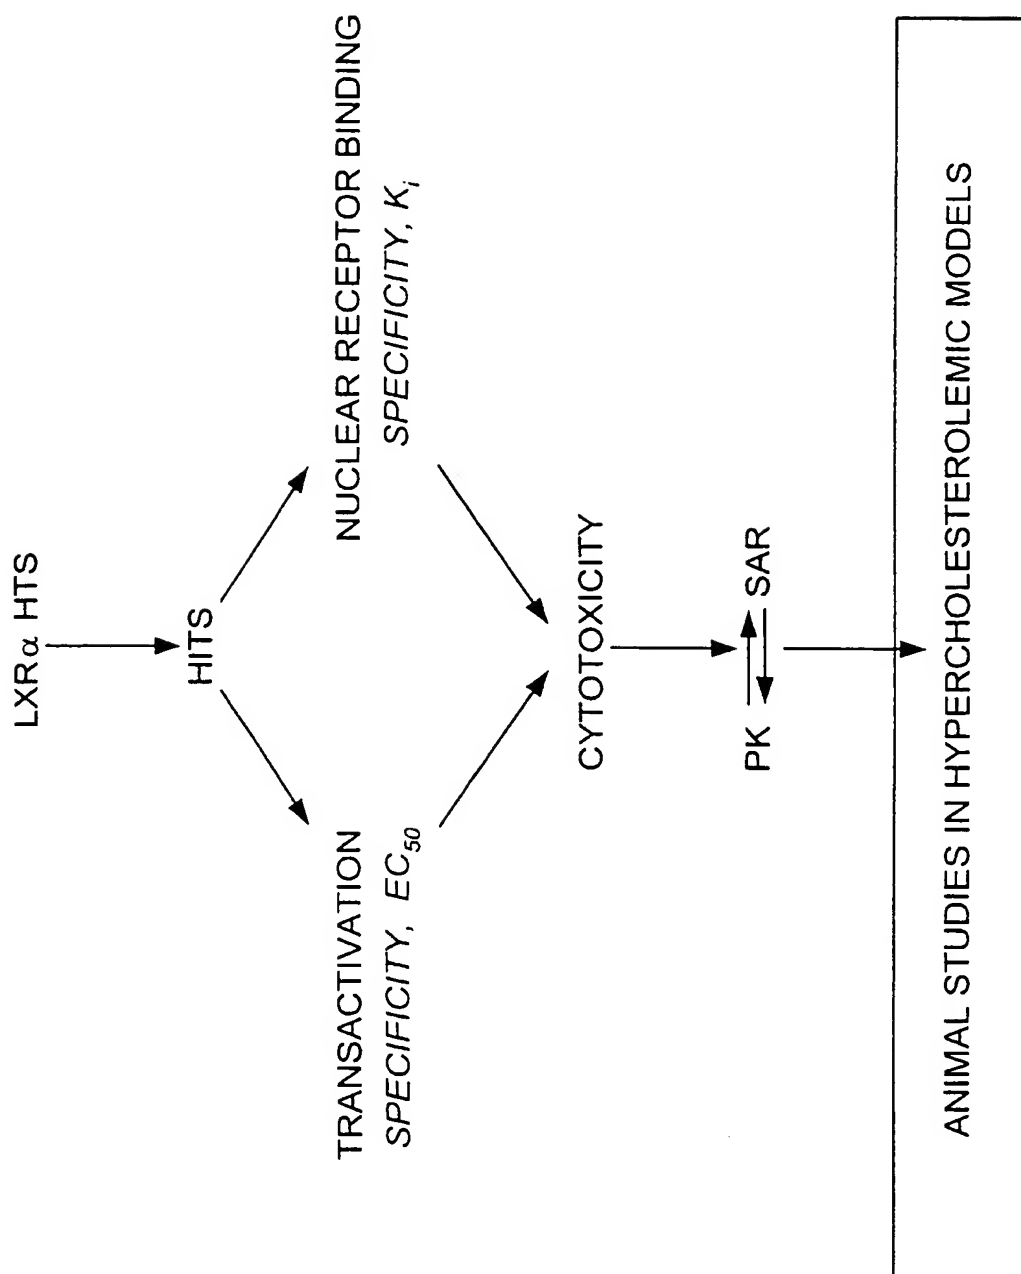 LXRα HTS
HITS
TRANSACTIVATION
SPECIFICITY, EC50
NUCLEAR RECEPTOR BINDING
SPECIFICITY, Ki
CYTOTOXICITY
PK SAR
ANIMAL STUDIES IN HYPERCHOLESTEROLEMIC MODELS